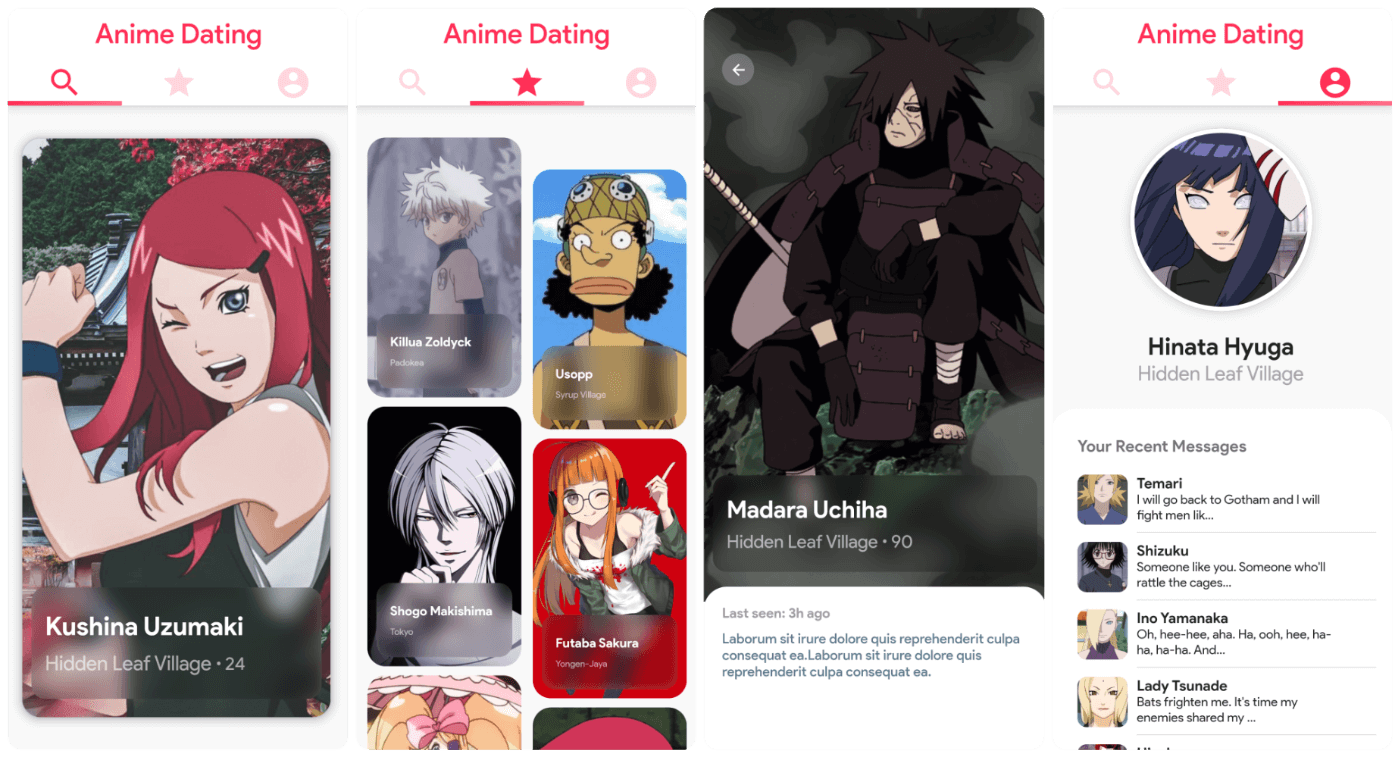 Anime Dating
Kushina Uzumaki
Hidden Leaf Village • 24
Anime Dating
Killua Zoldyck
Padokea
Usopp
Syrup Village
Shogo Makishima
Tokyo
Futaba Sakura
Yongen-Jaya
Madara Uchiha
Hidden Leaf Village • 90
Last seen: 3h ago
Laborum sit irure dolore quis reprehenderit culpa
consequat ea.Laborum sit irure dolore quis
reprehenderit culpa consequat ea.
Anime Dating
Hinata Hyuga
Hidden Leaf Village
Your Recent Messages
Temari
I will go back to Gotham and I will
fight men lik...
Shizuku
Someone like you. Someone who'll
rattle the cages...
Ino Yamanaka
Oh, hee-hee, aha. Ha, ooh, hee, ha-
ha, ha-ha. And...
Lady Tsunade
Bats frighten me. It's time my
enemies shared my ...